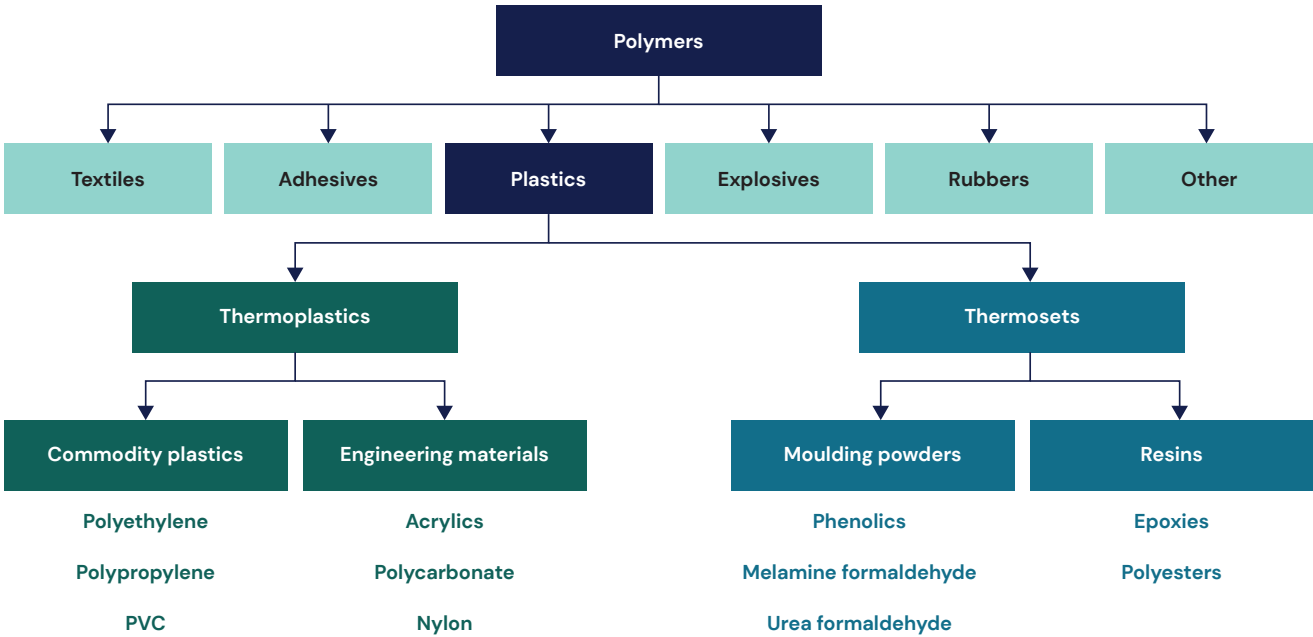 Polymers
Textiles
Adhesives
Plastics
Explosives
Rubbers
Other
Thermoplastics
Thermosets
Commodity plastics
Engineering materials
Moulding powders
Resins
Polyethylene
Acrylics
Phenolics
Epoxies
Polypropylene
Polycarbonate
Melamine formaldehyde
Polyesters
PVC
Nylon
Urea formaldehyde